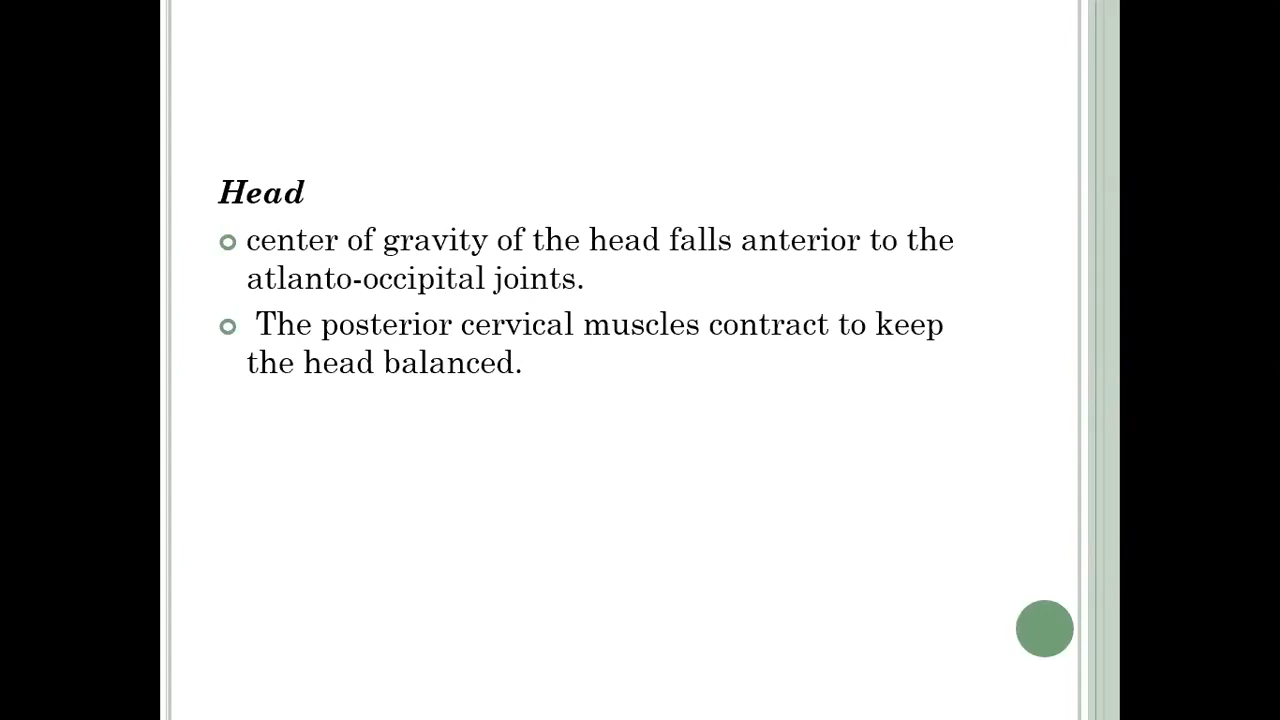 Head
center of gravity of the head falls anterior to the
atlanto-occipital joints.
The posterior cervical muscles contract to keep
the head balanced.